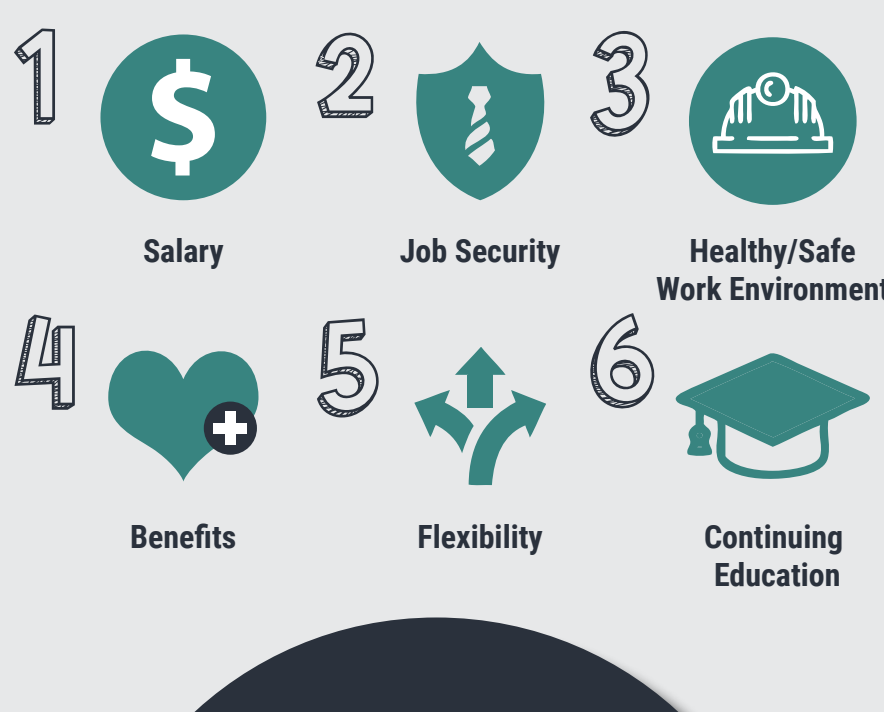 1
2
3
$
Salary
Job Security
Healthy/Safe
Work Environment
4
5
6
Benefits
Flexibility
Continuing
Education